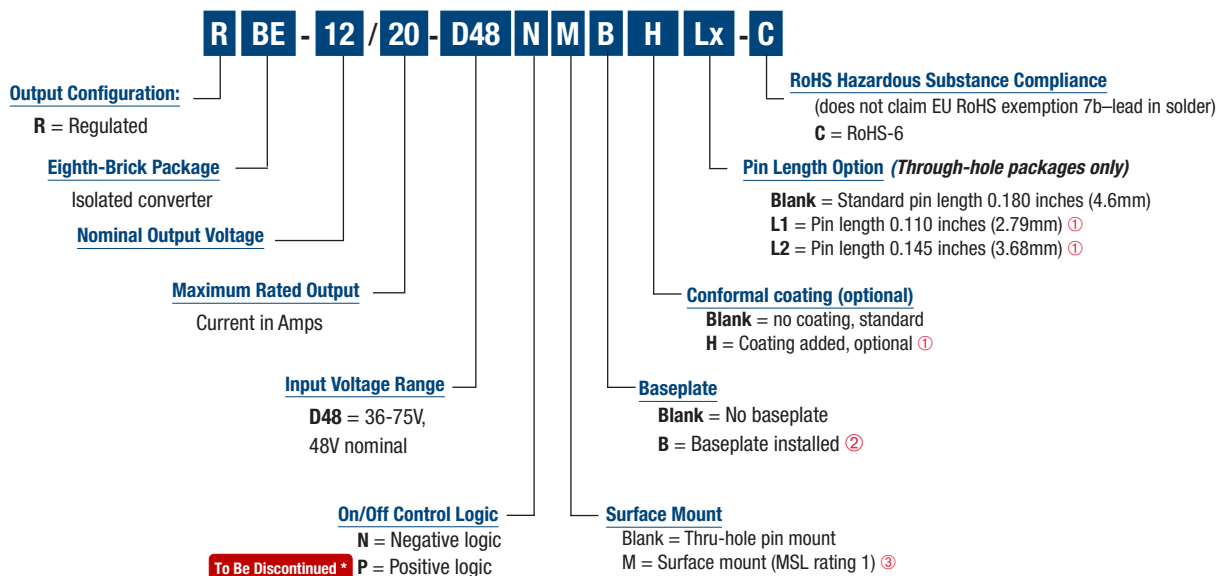 R BE - 12 / 20 - D48 N M B H Lx - C
Output Configuration:
R = Regulated
Eighth-Brick Package
Isolated converter
Nominal Output Voltage
Maximum Rated Output
Current in Amps
Input Voltage Range
D48 = 36-75V,
48V nominal
On/Off Control Logic
N = Negative logic
To Be Discontinued * P = Positive logic
RoHS Hazardous Substance Compliance
(does not claim EU RoHS exemption 7b–lead in solder)
C = RoHS-6
Pin Length Option (Through-hole packages only)
Blank = Standard pin length 0.180 inches (4.6mm)
L1 = Pin length 0.110 inches (2.79mm) ①
L2 = Pin length 0.145 inches (3.68mm) ①
Conformal coating (optional)
Blank = no coating, standard
H = Coating added, optional ①
Baseplate
Blank = No baseplate
B = Baseplate installed ②
Surface Mount
Blank = Thru-hole pin mount
M = Surface mount (MSL rating 1) ③